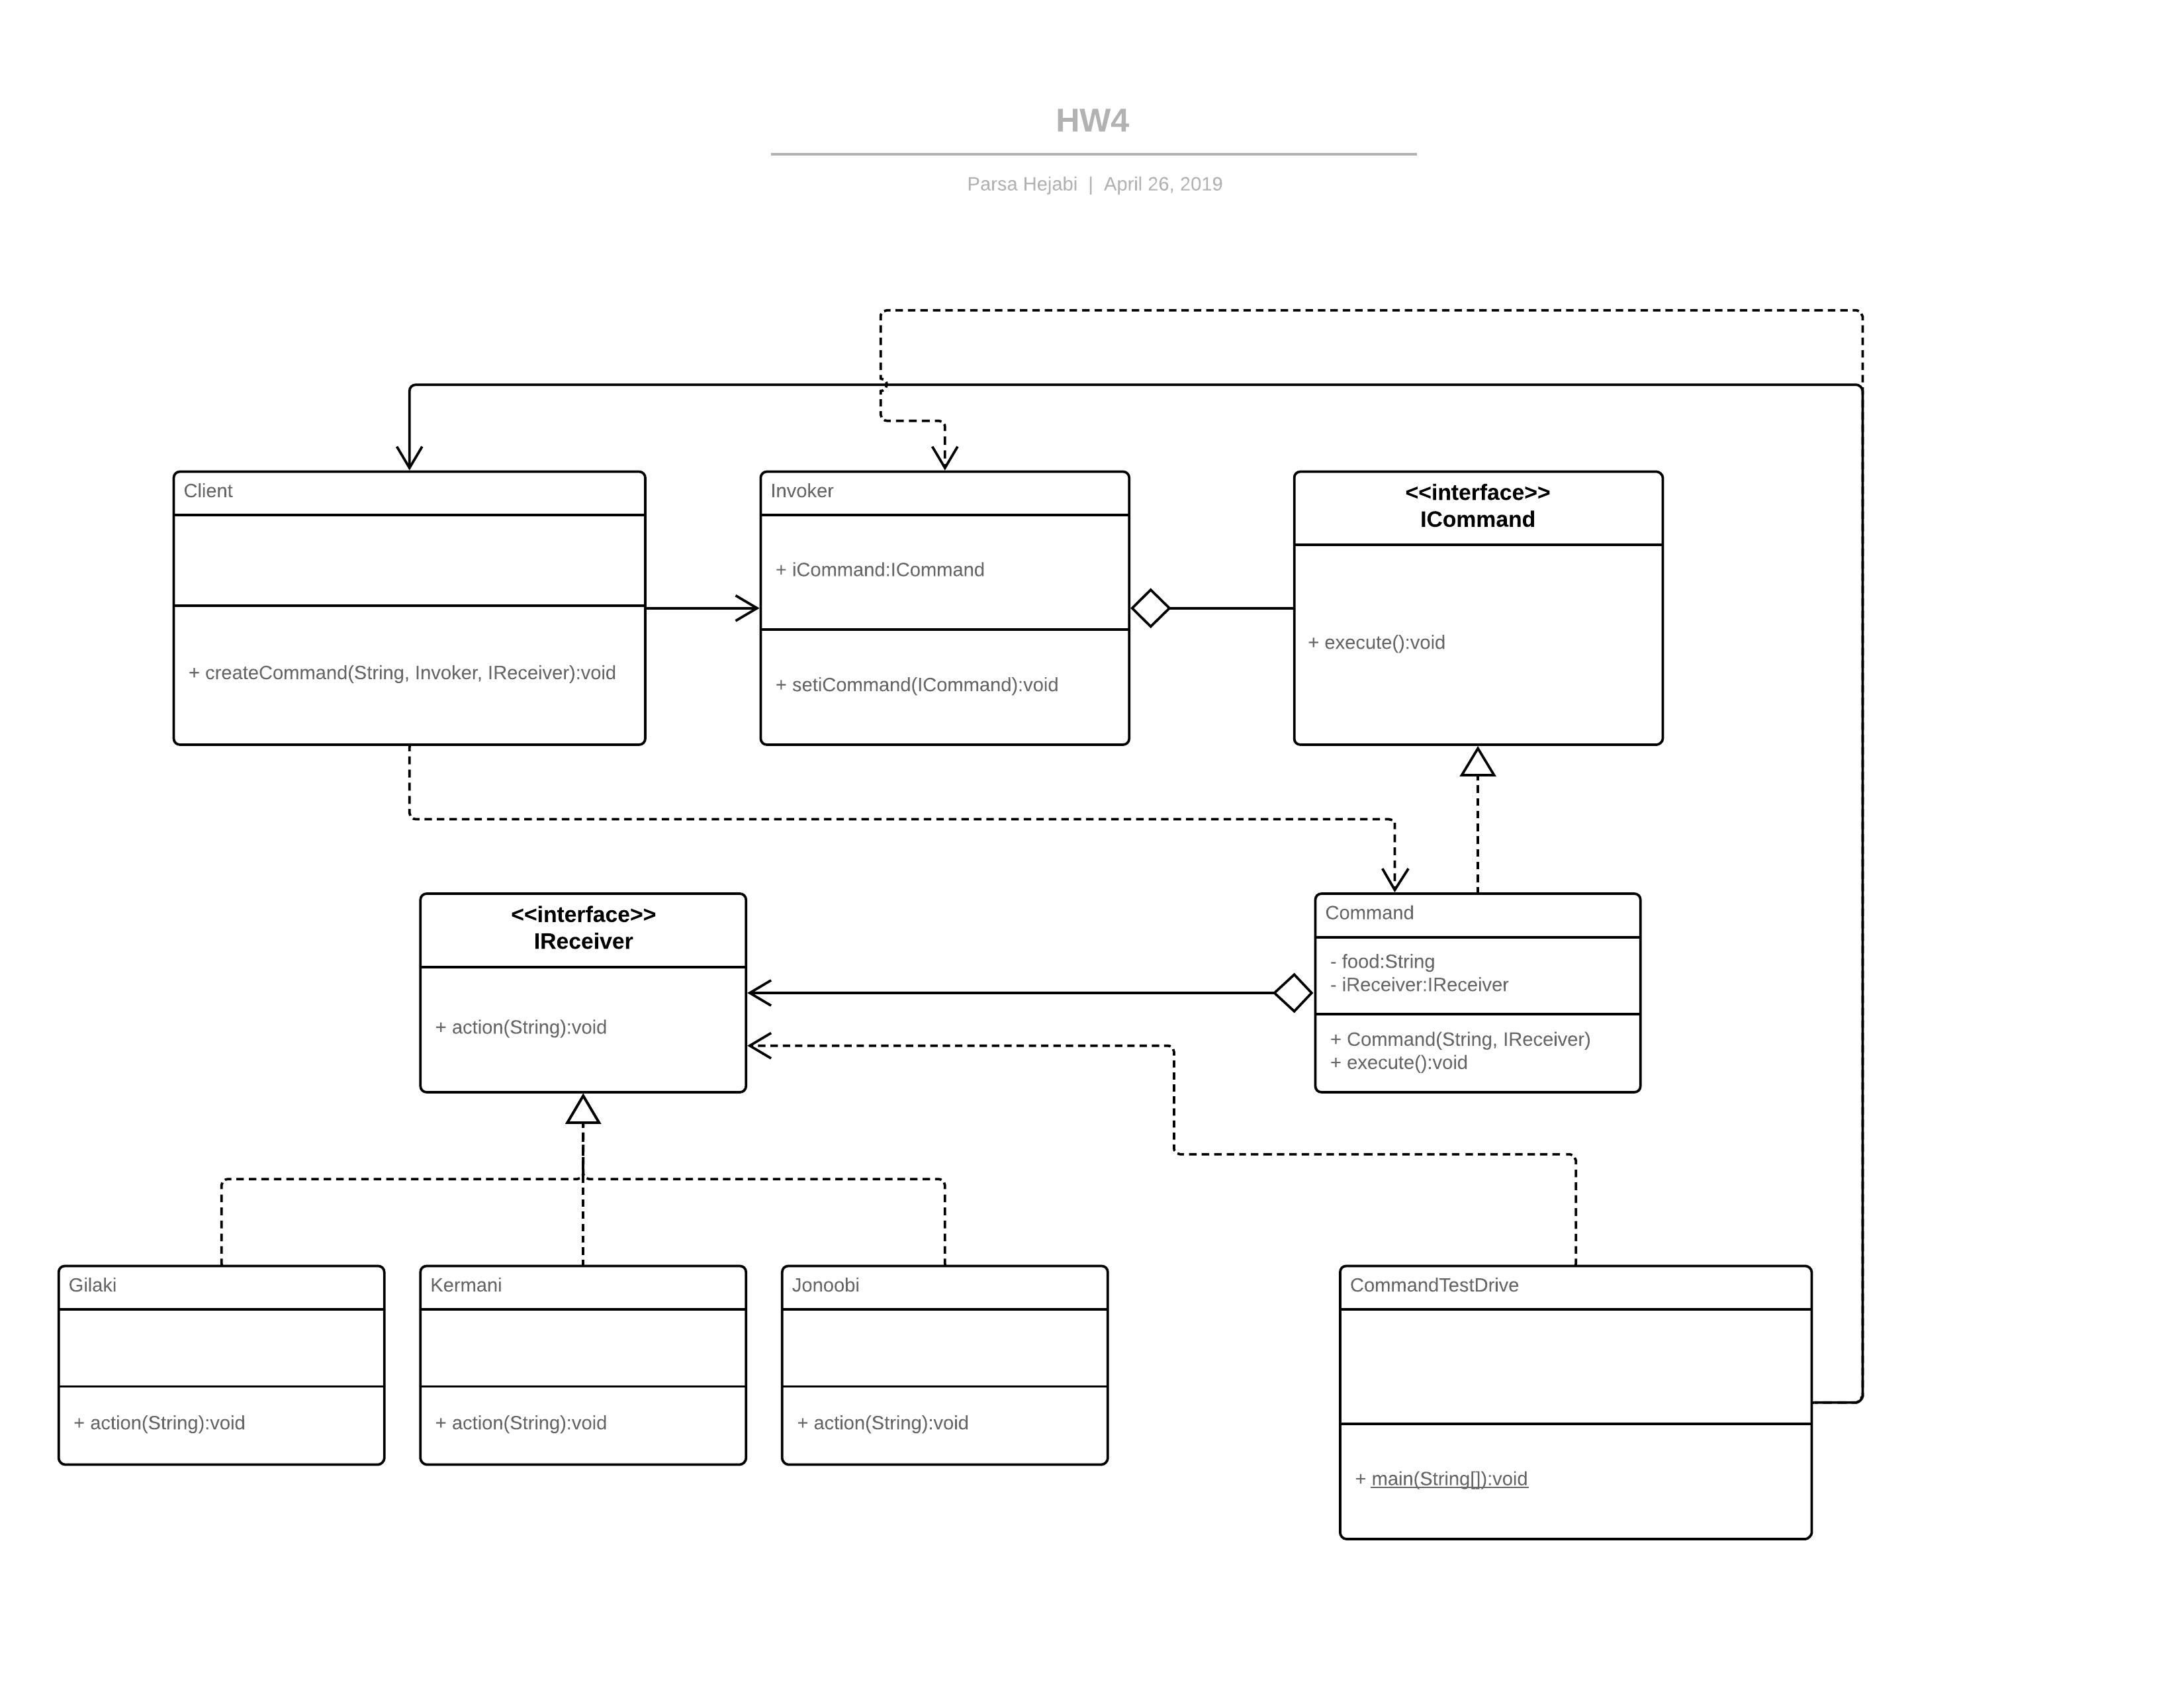 HW4
Parsa Hejabi | April 26, 2019
Client
+ createCommand(String, Invoker, IReceiver):void
Invoker
+ iCommand:ICommand
+ setiCommand(ICommand):void
<<interface>>
ICommand
+ execute():void
<<interface>>
IReceiver
+ action(String):void
Command
- food:String
- iReceiver:IReceiver
+ Command(String, IReceiver)
+ execute():void
Gilaki
+ action(String):void
Kermani
+ action(String):void
Jonoobi
+ action(String):void
CommandTestDrive
+ main(String[]):void